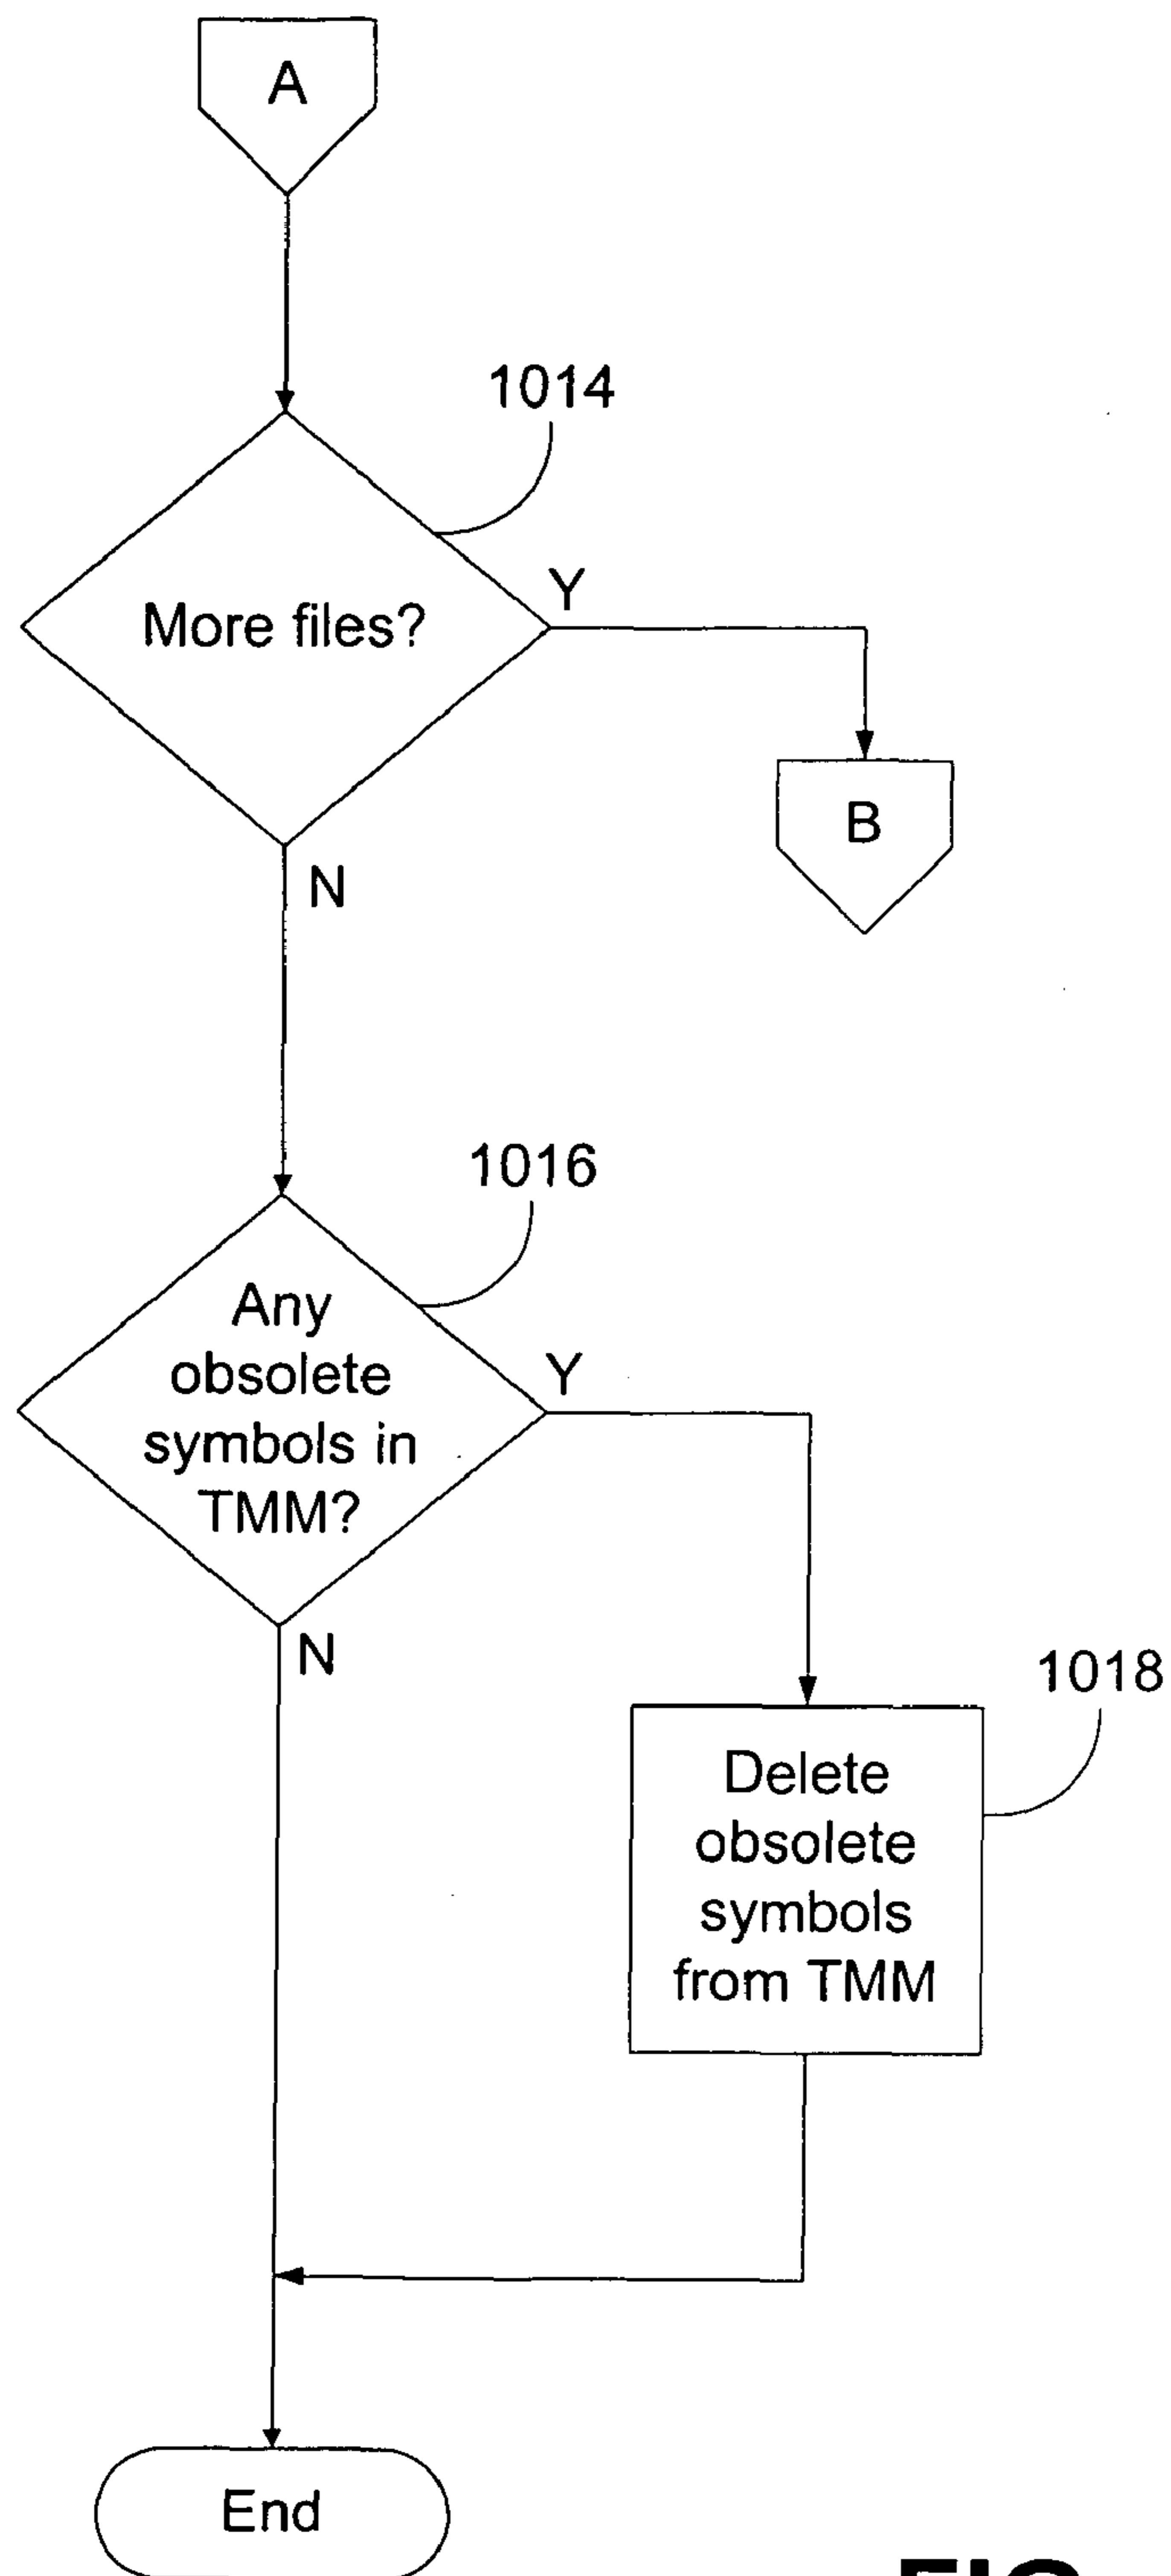 A
1014
More files?
Y
B
N
1016
Any
obsolete
symbols in
TMM?
Y
N
1018
Delete
obsolete
symbols
from TMM
End